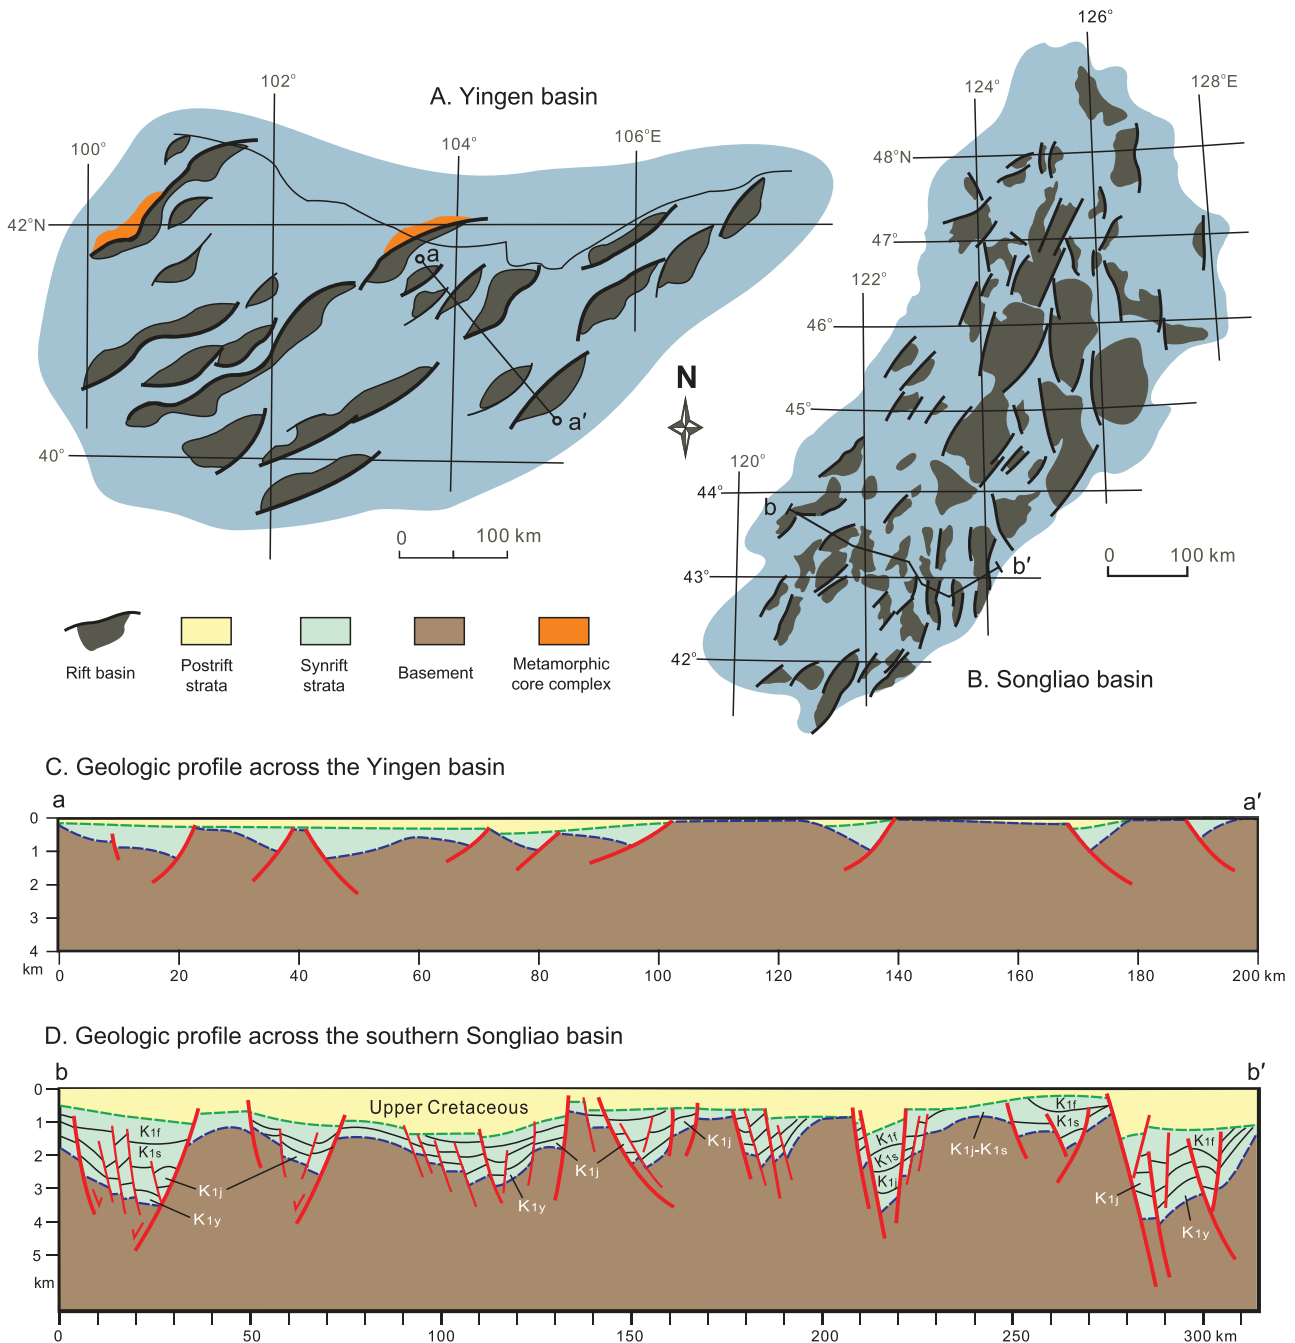 126°
102°
A. Yingen basin
124°
128°E
100°
104°
106°E
48°N
42°N
47°
a
122°
46°
N
45°
a′
40°
120°
44°
b
0 100 km
0 100 km
b′
43°
42°
Rift basin
Postrift
strata
Synrift
strata
Basement
Metamorphic
core complex
B. Songliao basin
C. Geologic profile across the Yingen basin
a a′
0
1
2
3
4
km
0 20 40 60 80 100 120 140 160 180 200 km
D. Geologic profile across the southern Songliao basin
b b′
0
1
2
3
4
5
km
Upper Cretaceous
K1f
K1s
K1j
K1y
K1y
K1j
K1j
K1f
K1s
K1j
K1j-K1s
K1f
K1s
K1f
K1j
K1y
0 50 100 150 200 250 300 km